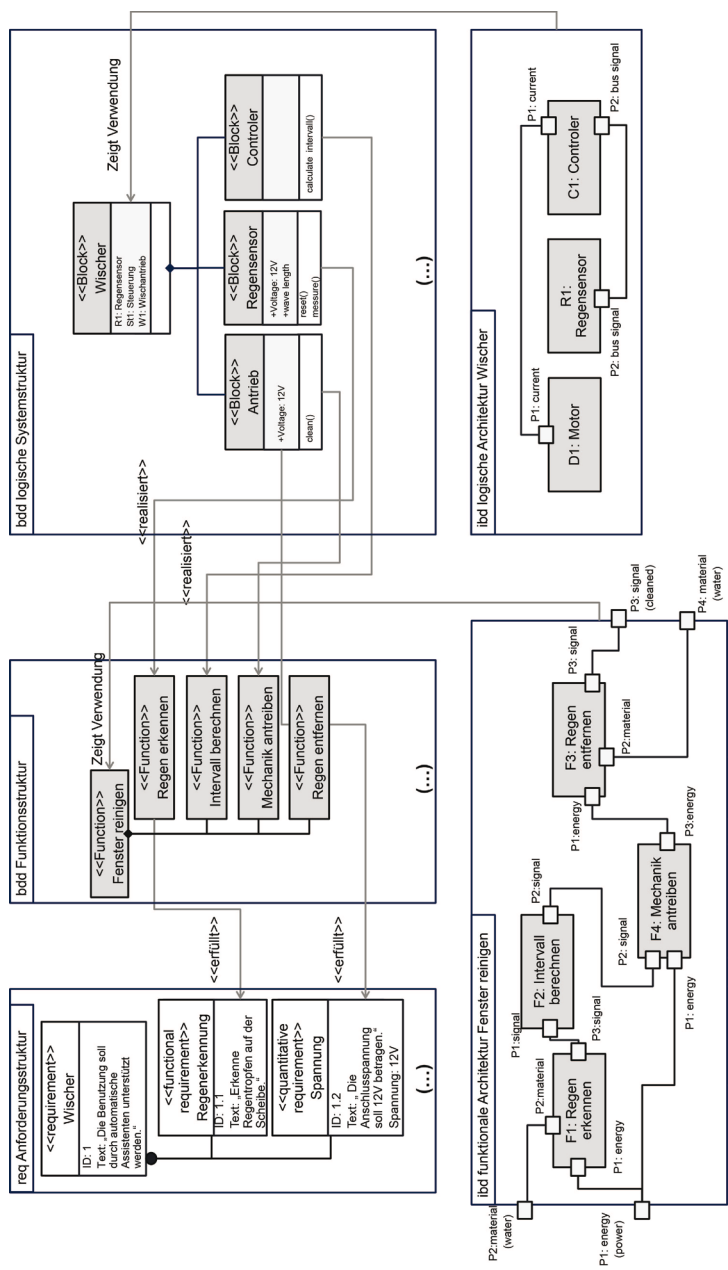 req Anforderungsstruktur
<<requirement>>
Wischer
ID: 1
Text: „Die Benutzung soll
durch automatische
Assistenten unterstützt
werden.“
<<functional
requirement>>
Regenerkennung
ID: 1.1
Text: „Erkenne
Regentropfen auf der
Scheibe.“
<<quantitative
requirement>>
Spannung
ID: 1.2
Text: „ Die
Anschlusspannung
soll 12V betragen.“
Spannung: 12V
(...)
<<erfüllt>>
<<erfüllt>>
bdd Funktionsstruktur
Zeigt Verwendung
<<Function>>
Fenster reinigen
<<Function>>
Regen erkennen
<<Function>>
Intervall berechnen
<<Function>>
Mechanik antreiben
<<Function>>
Regen entfernen
(...)
<<realisiert>>
<<realisiert>>
bdd logische Systemstruktur
Zeigt Verwendung
<<Block>>
Wischer
R1: Regensensor
St1: Steuerung
W1: Wischantrieb
<<Block>>
Antrieb
+Voltage: 12V
clean()
<<Block>>
Regensensor
+Voltage: 12V
+wave length
reset()
messure()
<<Block>>
Controler
calculate intervall()
(...)
ibd funktionale Architektur Fenster reinigen
P2:material
(water)
P1: energy
(power)
P2:material
F1: Regen
erkennen
P1: energy
P3:signal
P1:signal
F2: Intervall
berechnen
P2:signal
P2: signal
P1: energy
F4: Mechanik
antreiben
P3:energy
P1:energy
F3: Regen
entfernen
P3: signal
P2:material
P3: signal
(cleaned)
P4: material
(water)
ibd logische Architektur Wischer
P1: current
D1: Motor
R1:
Regensensor
P2: bus signal
P1: current
C1: Controler
P2: bus signal